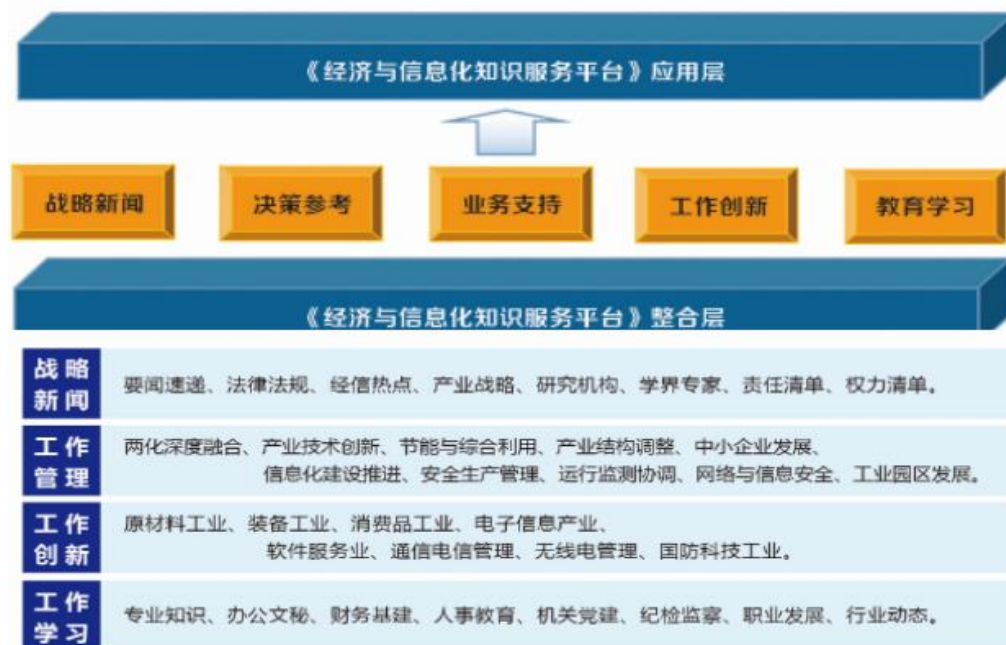 《经济与信息化知识服务平台》应用层
战略新闻 决策参考 业务支持 工作创新 教育学习
《经济与信息化知识服务平台》整合层
战略
新闻
要闻速递、法律法规、经信热点、产业战略、研究机构、学界专家、责任清单、权力清单。
工作
管理
两化深度融合、产业技术创新、节能与综合利用、产业结构调整、中小企业发展、
信息化建设推进、安全生产管理、运行监测协调、网络与信息安全、工业园区发展。
工作
创新
原材料工业、装备工业、消费品工业、电子信息产业、
软件服务业、通信电信管理、无线电管理、国防科技工业。
工作
学习
专业知识、办公文秘、财务基建、人事教育、机关党建、纪检监察、职业发展、行业动态。